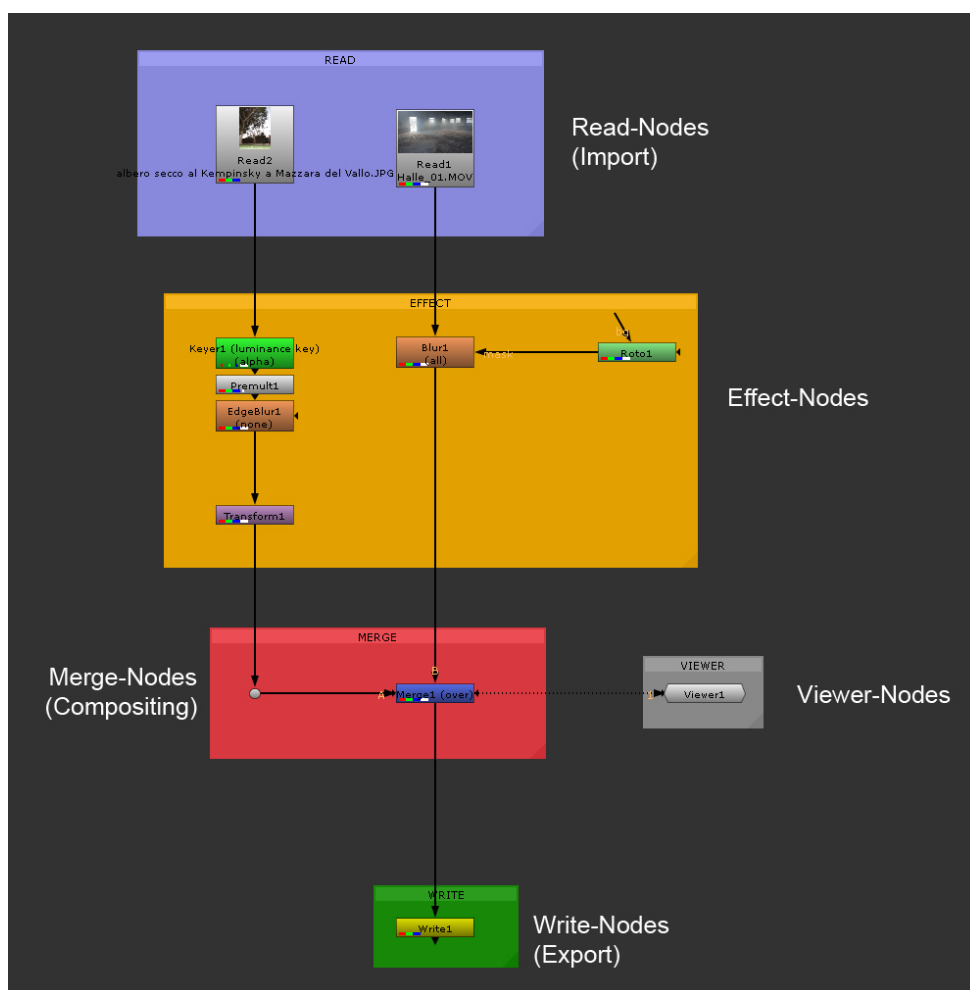 READ
Read2
albero secco al Kempinsky a Mazzara del Vallo.JPG
Read1
Halle_01.MOV
Read-Nodes
(Import)
EFFECT
Keyer1 (luminance key)
(alpha)
Premult1
EdgeBlur1
(none)
Transform1
Blur1
(all)
mask
bg
Roto1
Effect-Nodes
Merge-Nodes
(Compositing)
MERGE
B
A
Merge1 (over)
VIEWER
1
Viewer1
Viewer-Nodes
WRITE
Write1
Write-Nodes
(Export)